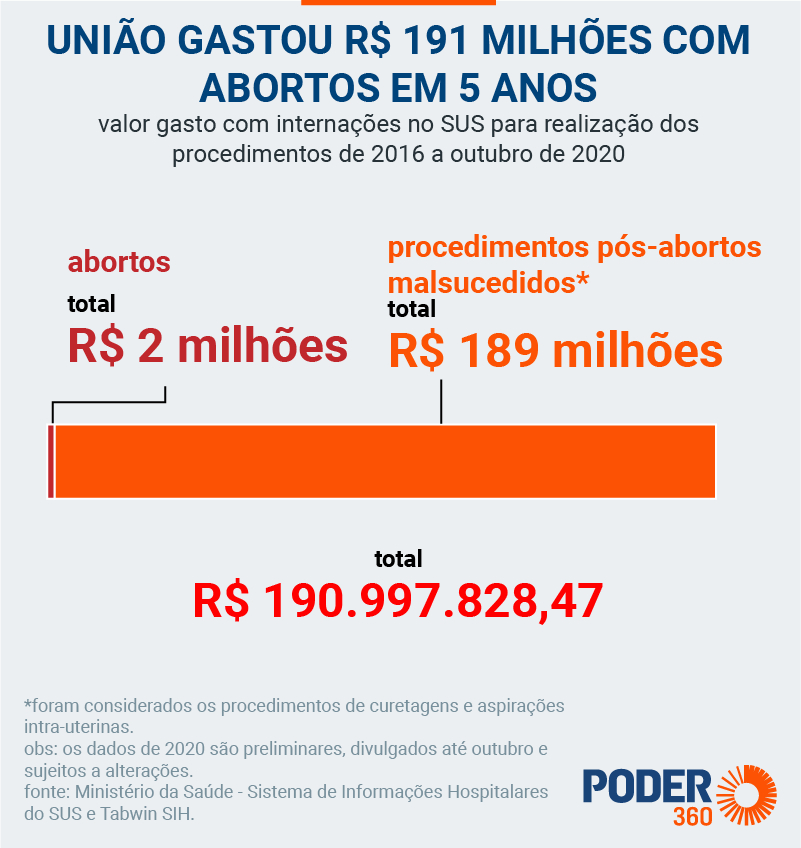 UNIÃO GASTOU R$ 191 MILHÕES COM
ABORTOS EM 5 ANOS
valor gasto com internações no SUS para realização dos
procedimentos de 2016 a outubro de 2020
abortos
total
R$ 2 milhões
procedimentos pós-abortos
malsucedidos*
total
R$ 189 milhões
total
R$ 190.997.828,47
*foram considerados os procedimentos de curetagens e aspirações
intra-uterinas.
obs: os dados de 2020 são preliminares, divulgados até outubro e
sujeitos a alterações.
fonte: Ministério da Saúde - Sistema de Informações Hospitalares
do SUS e Tabwin SIH.
PODER
360